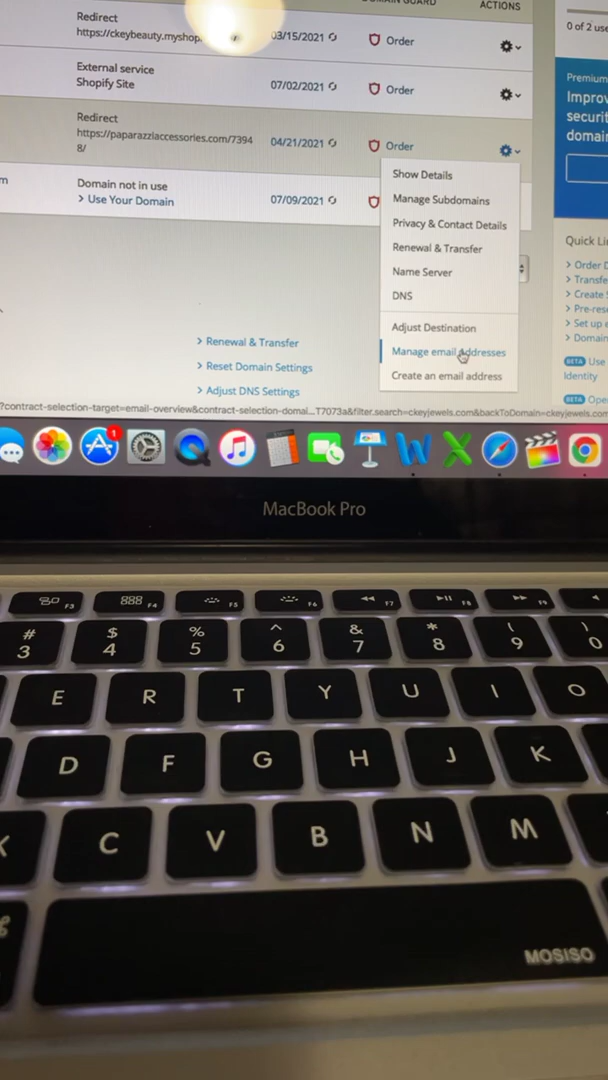 ACTIONS
Redirect
https://ckeybeauty.myshop.
03/15/2021
Order
0 of 2 use
External service
Shopify Site
07/02/2021
Order
Premium
Improv
securit
domai
Redirect
https://paparazziaccessories.com/7394
8/
04/21/2021
Order
Domain not in use
> Use Your Domain
07/09/2021
Show Details
Manage Subdomains
Privacy & Contact Details
Renewal & Transfer
Name Server
DNS
Adjust Destination
Manage email addresses
Create an email address
Quick Li
> Order D
> Transfe
> Create
> Pre-res
> Set up e
> Domain
BETA Use
Identity
BETA Ope
> Renewal & Transfer
> Reset Domain Settings
> Adjust DNS Settings
?contract-selection-target=email-overview&contract-selection-domai...T7073a&filter.search=ckeyjewels.com&backToDomain=ckeyjewels.com
1
MacBook Pro
F3 F4 F5 F6 F7 F8 F9
# $ % ^ & * ( )
3 4 5 6 7 8 9 0
E R T Y U I O
D F G H J K
C V B N M
MOSISO